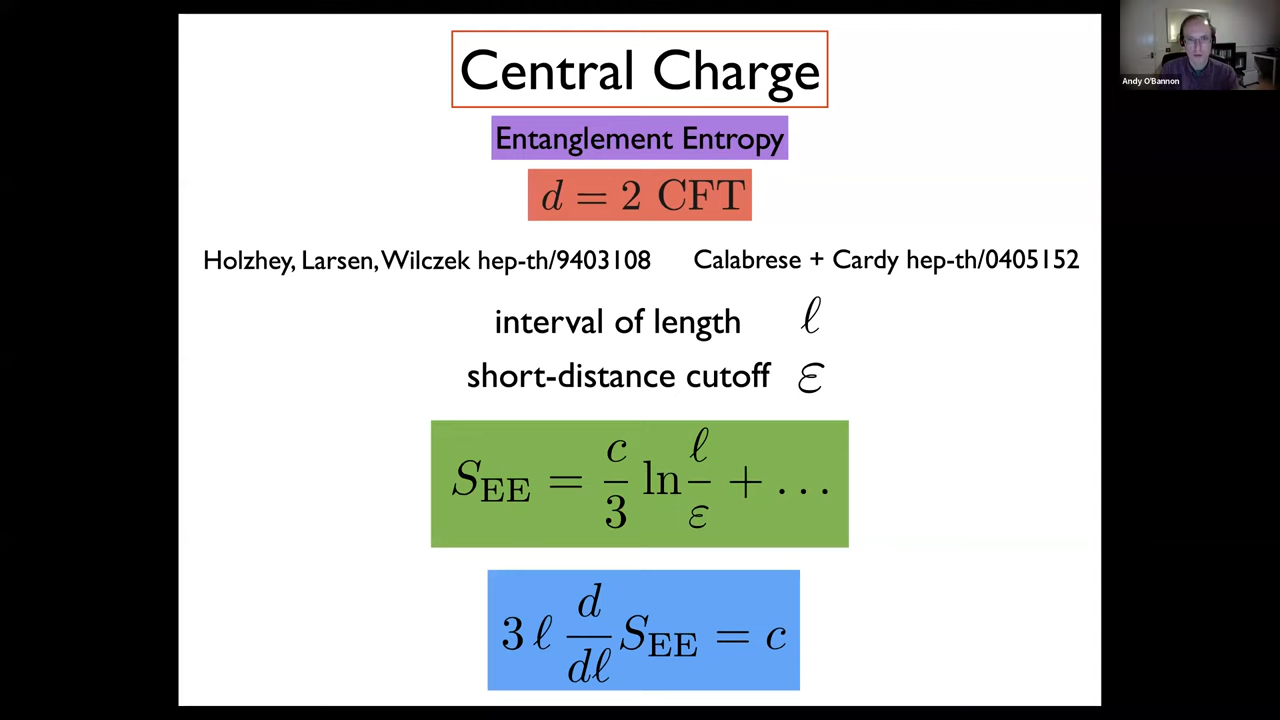 Central Charge
Entanglement Entropy
d = 2 CFT
Holzhey, Larsen, Wilczek hep-th/9403108 Calabrese + Cardy hep-th/0405152
interval of length ℓ
short-distance cutoff ε
S_EE = c/3 ln ℓ/ε + ...
3 ℓ d/dℓ S_EE = c
Andy O'Bannon